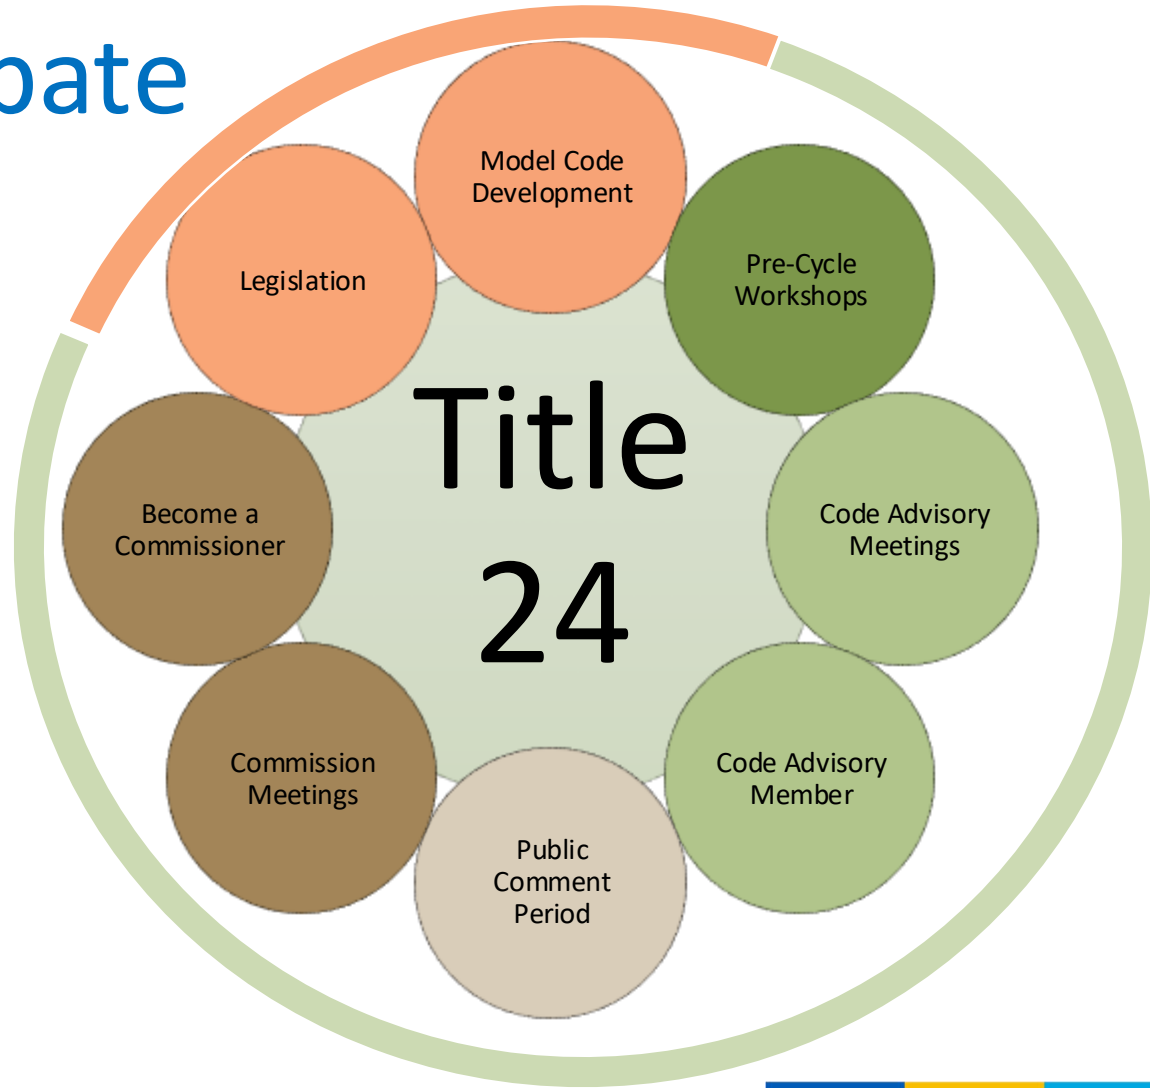 pate
Model Code
Development
Legislation
Pre-Cycle
Workshops
Title
24
Become a
Commissioner
Code Advisory
Meetings
Commission
Meetings
Code Advisory
Member
Public
Comment
Period